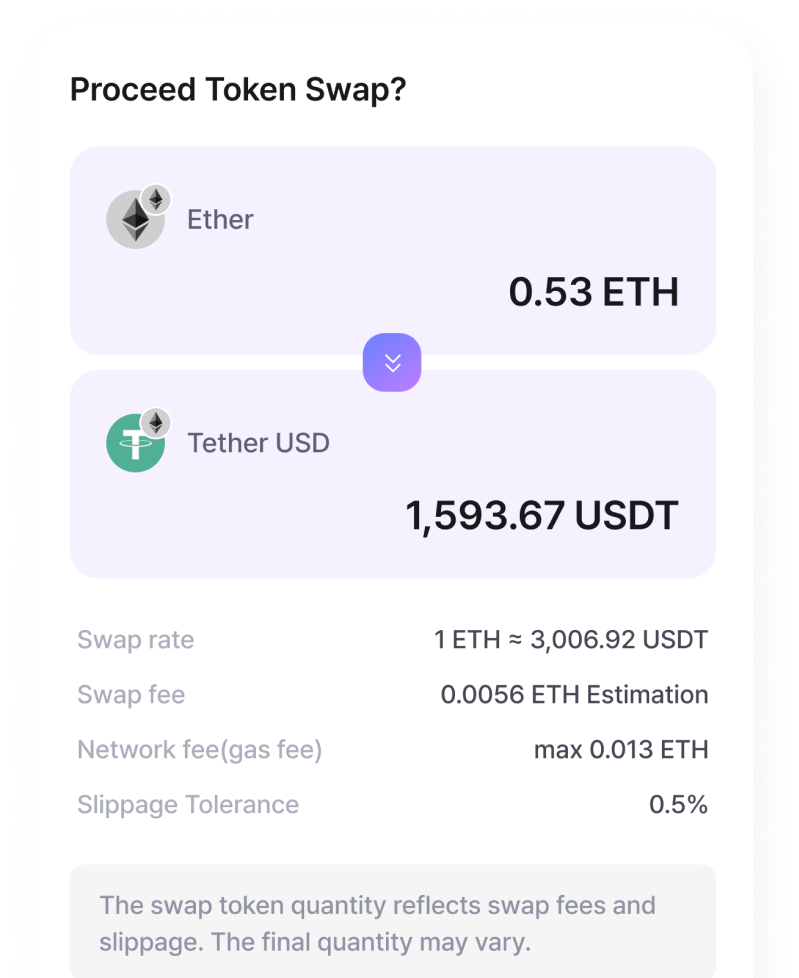 Proceed Token Swap?
Ether
0.53 ETH
Tether USD
1,593.67 USDT
Swap rate 1 ETH ≈ 3,006.92 USDT
Swap fee 0.0056 ETH Estimation
Network fee(gas fee) max 0.013 ETH
Slippage Tolerance 0.5%
The swap token quantity reflects swap fees and
slippage. The final quantity may vary.